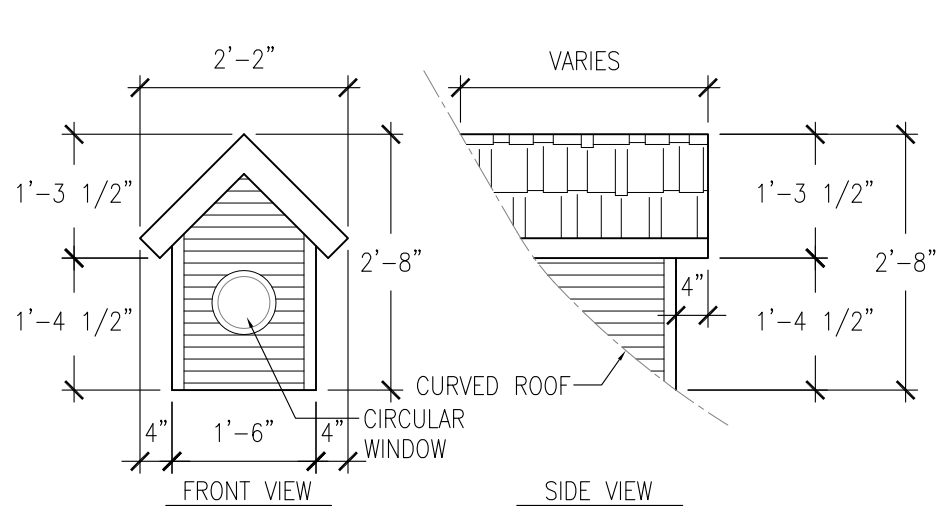 2'-2"
VARIES
1'-3 1/2"
1'-3 1/2"
2'-8"
2'-8"
4"
1'-4 1/2"
1'-4 1/2"
CURVED ROOF
CIRCULAR
WINDOW
4"
1'-6"
4"
FRONT VIEW
SIDE VIEW